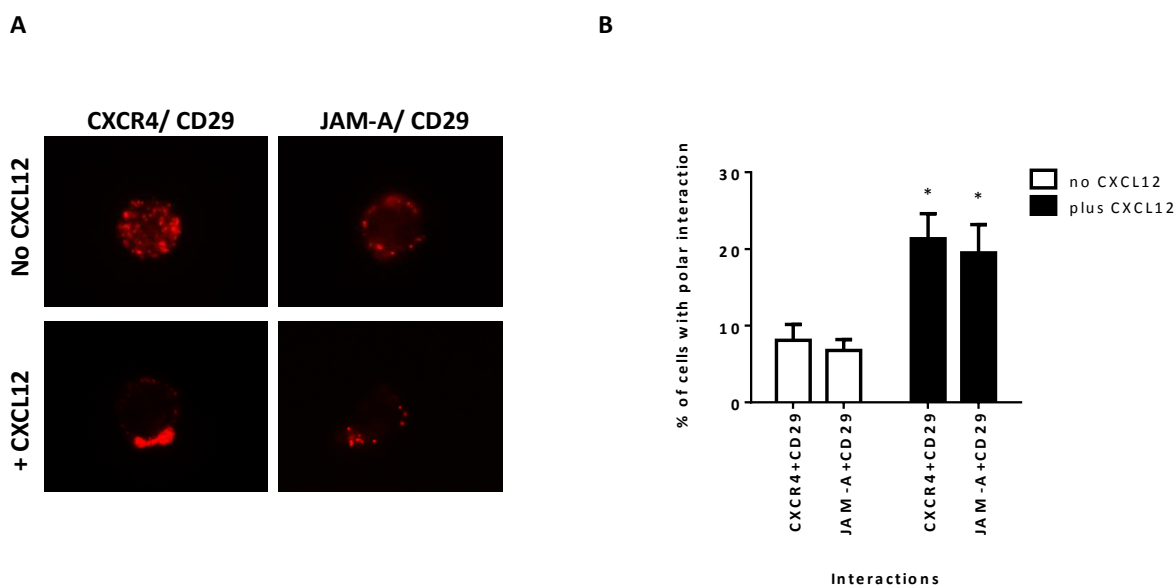 A
B
CXCR4/ CD29
JAM-A/ CD29
No CXCL12
+ CXCL12
% of cells with polar interaction
30
20
10
0
*
*
no CXCL12
plus CXCL12
CXCR4+CD29
JAM-A+CD29
CXCR4+CD29
JAM-A+CD29
Interactions